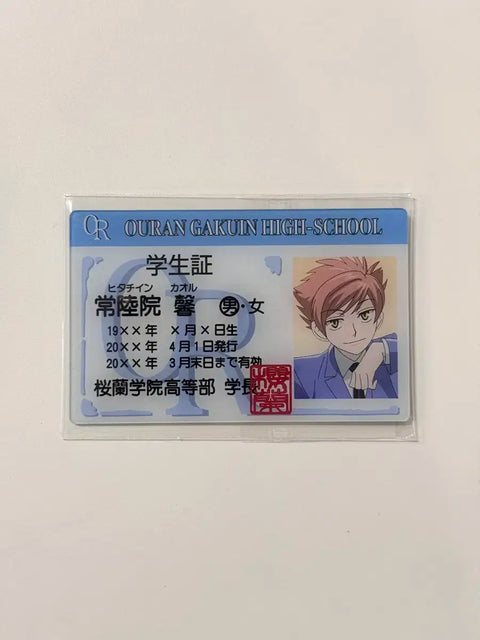 OR OURAN GAKUIN HIGH-SCHOOL
学生証
ヒタチイン カオル
常陸院 馨 男・女
19××年 ×月×日生
20××年 4月1日発行
20××年 3月末日まで有効
桜蘭学院高等部 学長
桜蘭